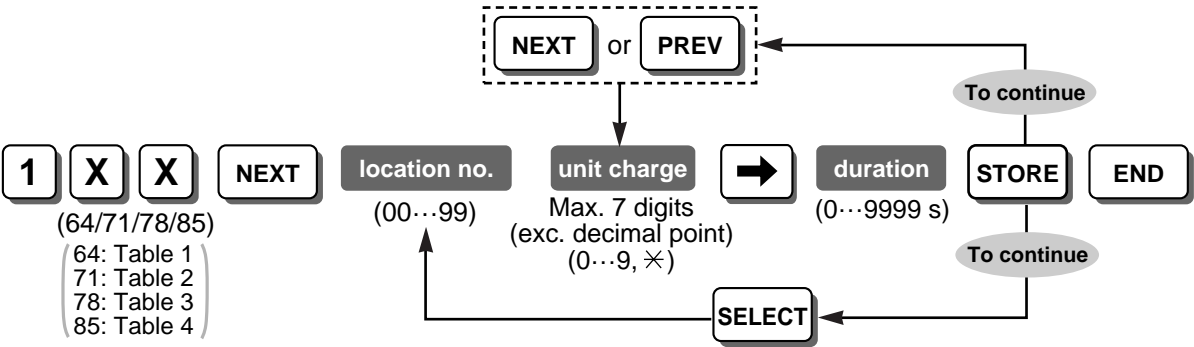 NEXT or PREV
To continue
1 X X NEXT location no. unit charge ➡ duration STORE END
(64/71/78/85) (00···99) Max. 7 digits (0···9999 s)
(exc. decimal point)
(0···9, ✳)
64: Table 1
71: Table 2
78: Table 3
85: Table 4
To continue
SELECT